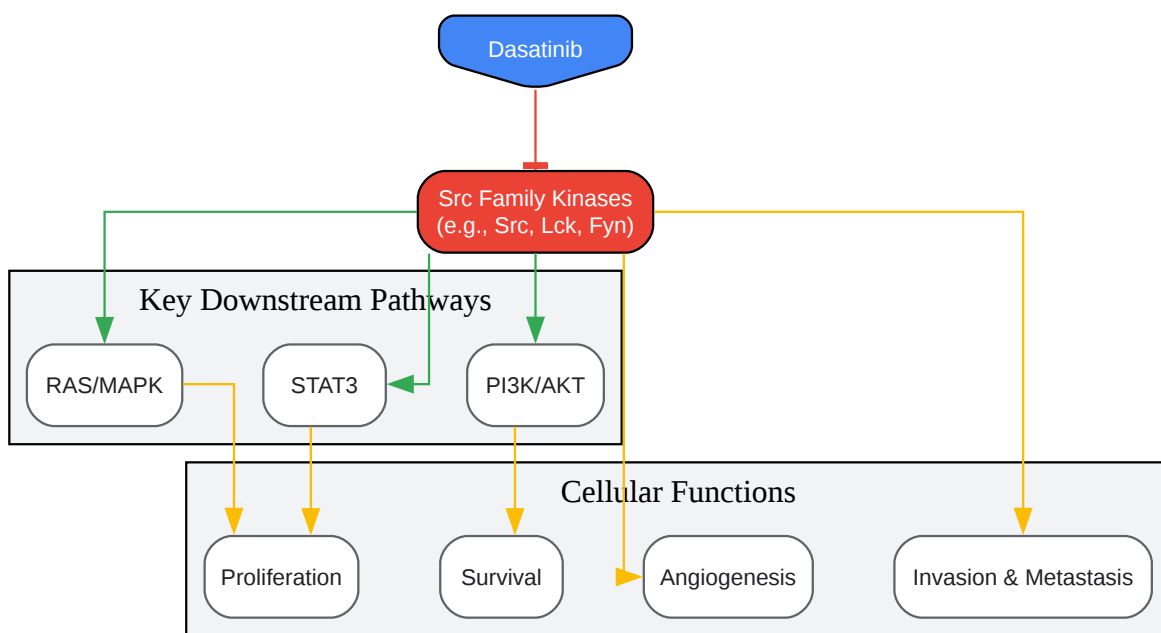 Dasatinib
Src Family Kinases
(e.g., Src, Lck, Fyn)
Key Downstream Pathways
RAS/MAPK
STAT3
PI3K/AKT
Cellular Functions
Proliferation
Survival
Angiogenesis
Invasion & Metastasis